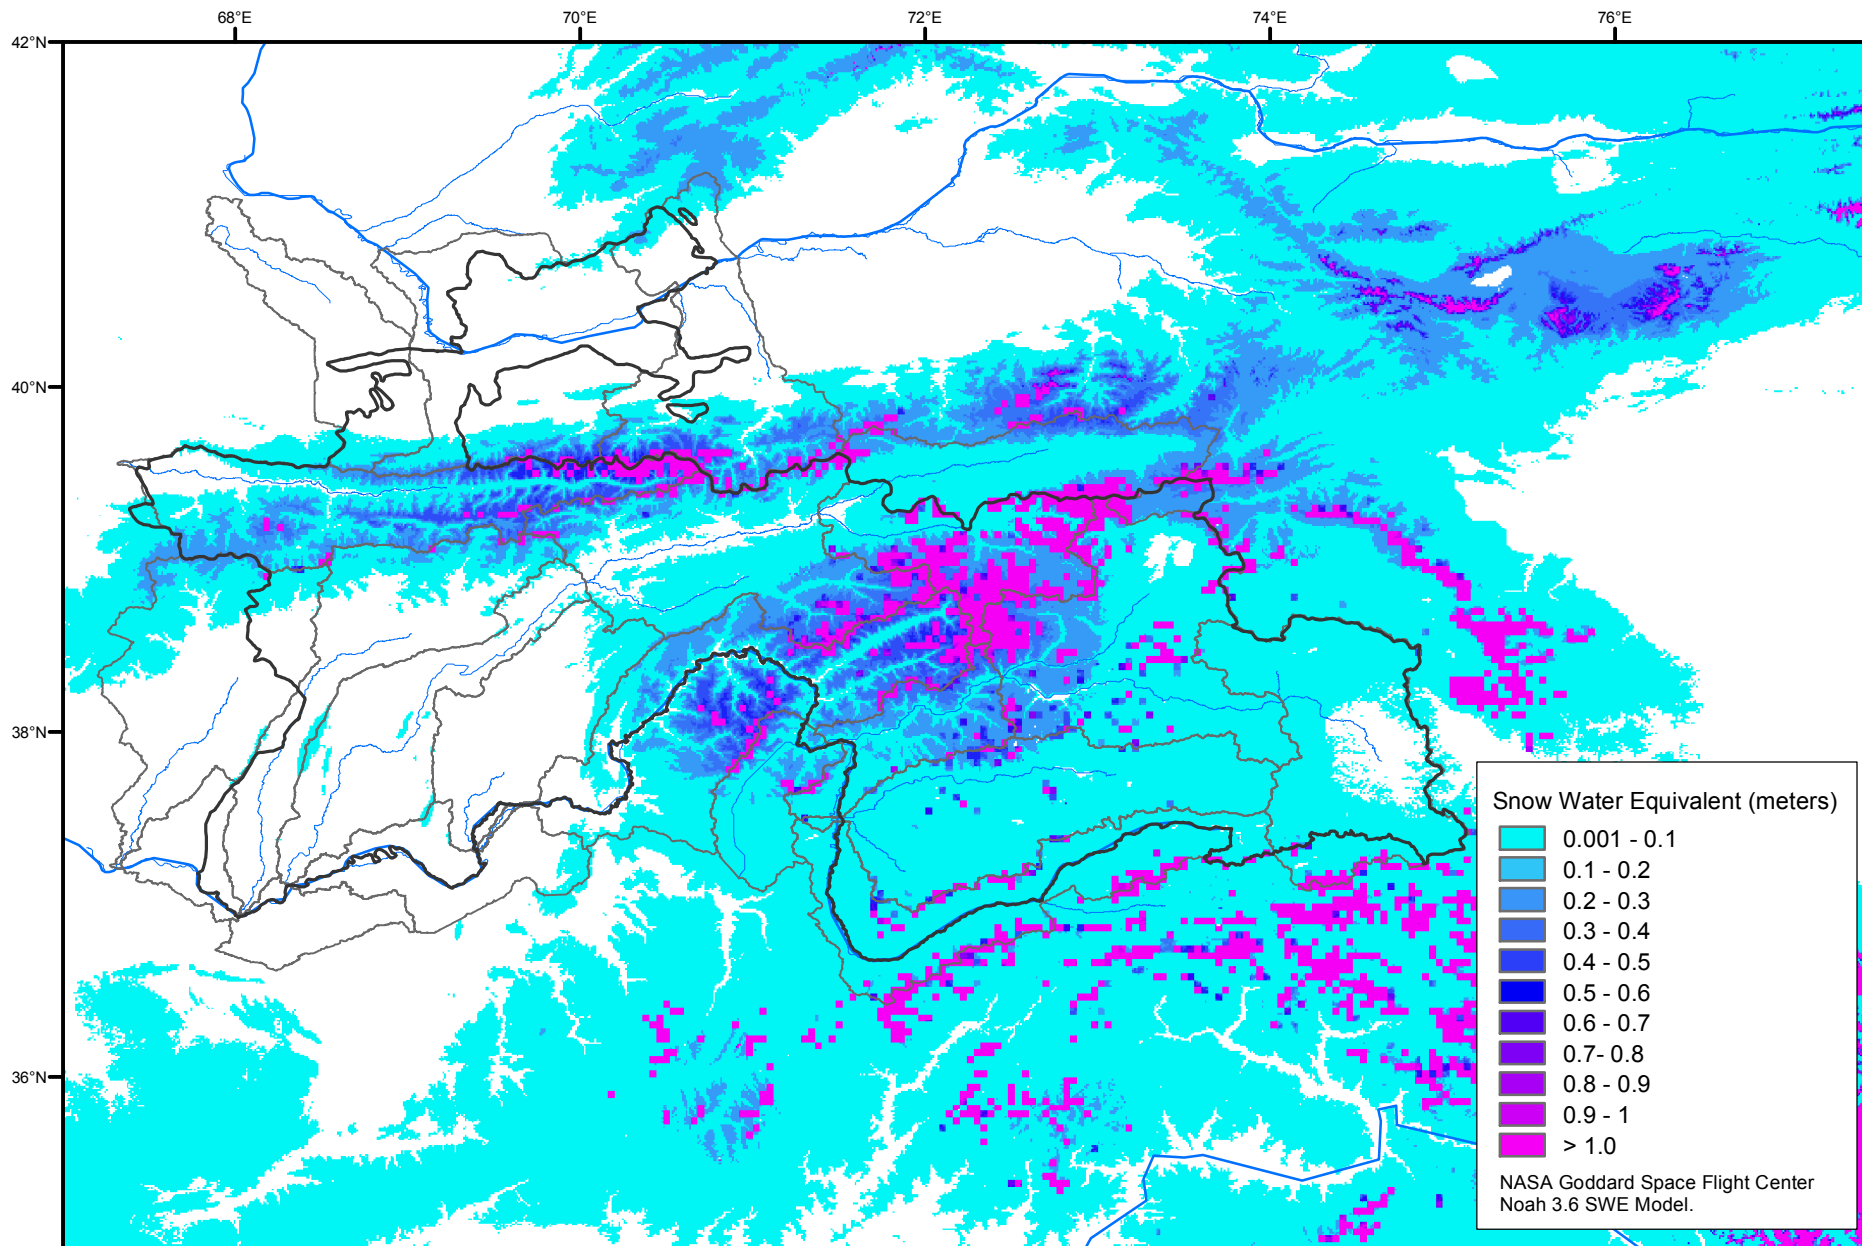 68°E
70°E
72°E
74°E
76°E
42°N
40°N
38°N
36°N
Snow Water Equivalent (meters)
0.001 - 0.1
0.1 - 0.2
0.2 - 0.3
0.3 - 0.4
0.4 - 0.5
0.5 - 0.6
0.6 - 0.7
0.7- 0.8
0.8 - 0.9
0.9 - 1
> 1.0
NASA Goddard Space Flight Center
Noah 3.6 SWE Model.